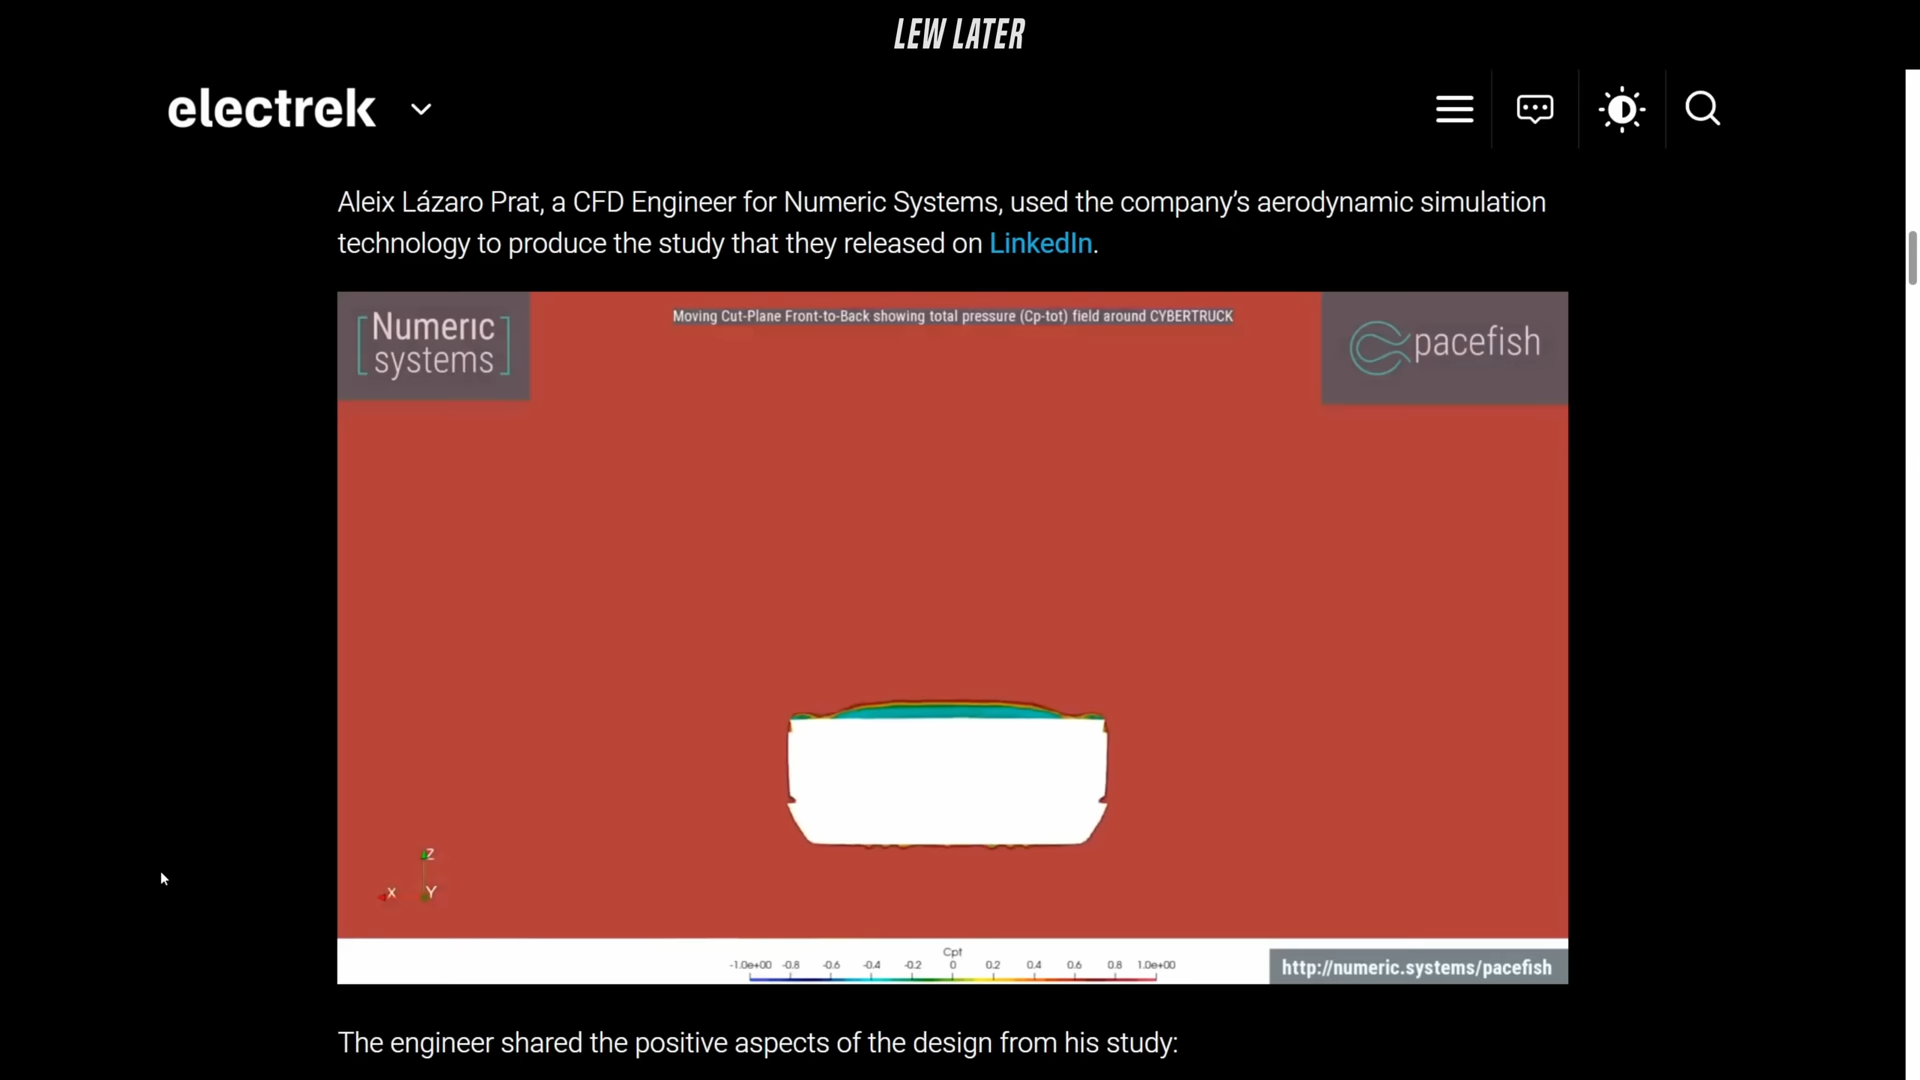 LEW LATER
electrek
Aleix Lázaro Prat, a CFD Engineer for Numeric Systems, used the company’s aerodynamic simulation
technology to produce the study that they released on LinkedIn.
Numeric
systems
Moving Cut-Plane Front-to-Back showing total pressure (Cp-tot) field around CYBERTRUCK
pacefish
Z
X
Y
Cpt
-1.0e+00 -0.8 -0.6 -0.4 -0.2 0 0.2 0.4 0.6 0.8 1.0e+00
http://numeric.systems/pacefish
The engineer shared the positive aspects of the design from his study: